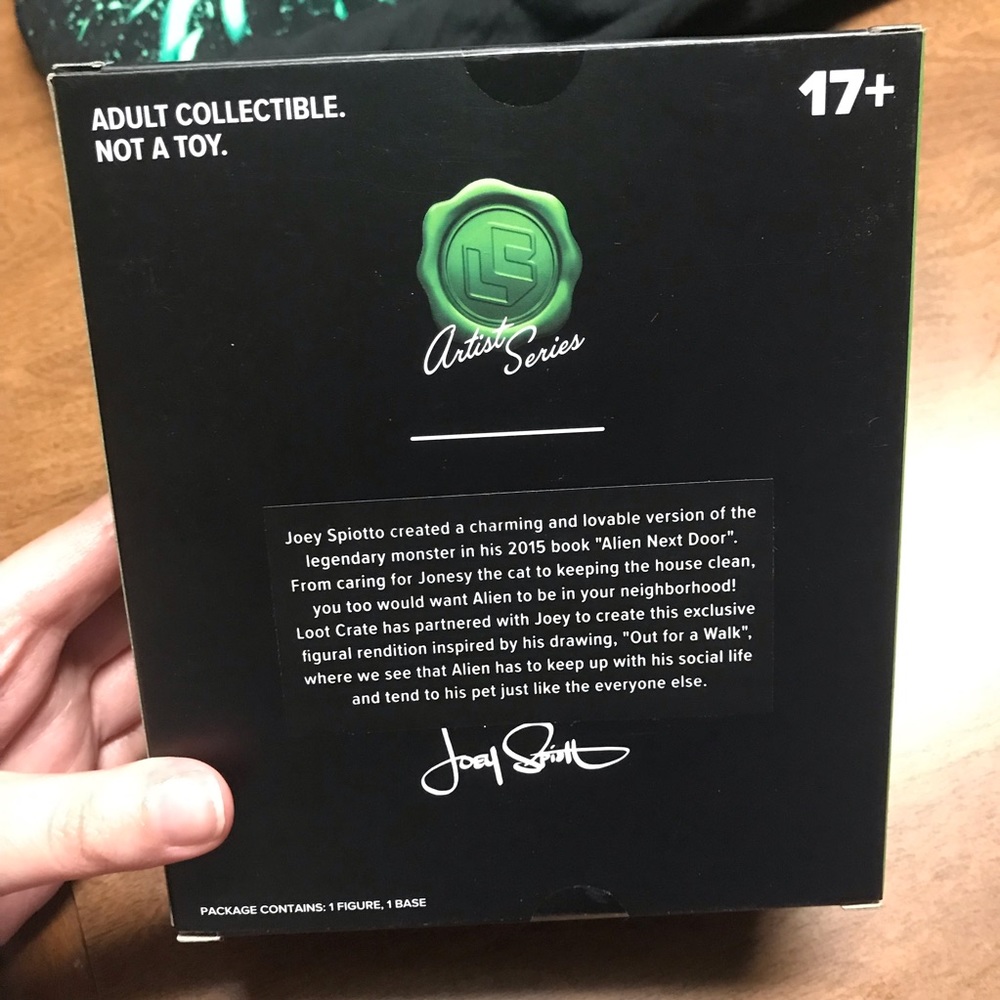 ADULT COLLECTIBLE.
NOT A TOY.
17+
LC
Artist Series
Joey Spiotto created a charming and lovable version of the
legendary monster in his 2015 book "Alien Next Door".
From caring for Jonesy the cat to keeping the house clean,
you too would want Alien to be in your neighborhood!
Loot Crate has partnered with Joey to create this exclusive
figural rendition inspired by his drawing, "Out for a Walk",
where we see that Alien has to keep up with his social life
and tend to his pet just like the everyone else.
Joey Spiotto
PACKAGE CONTAINS: 1 FIGURE, 1 BASE